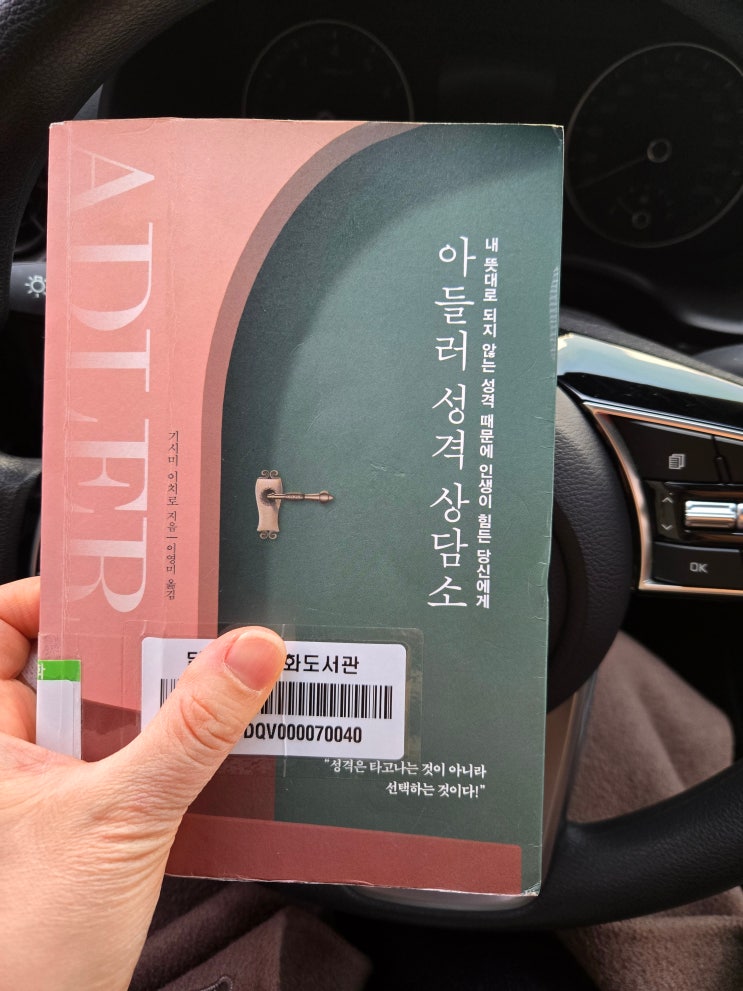 ADLER
내 뜻대로 되지 않는 성격 때문에 인생이 힘든 당신에게
아들러 성격 상담소
기시미 이치로 지음 | 이영미 옮김
화도서관
DQV000070040
"성격은 타고나는 것이 아니라
선택하는 것이다!"
OK